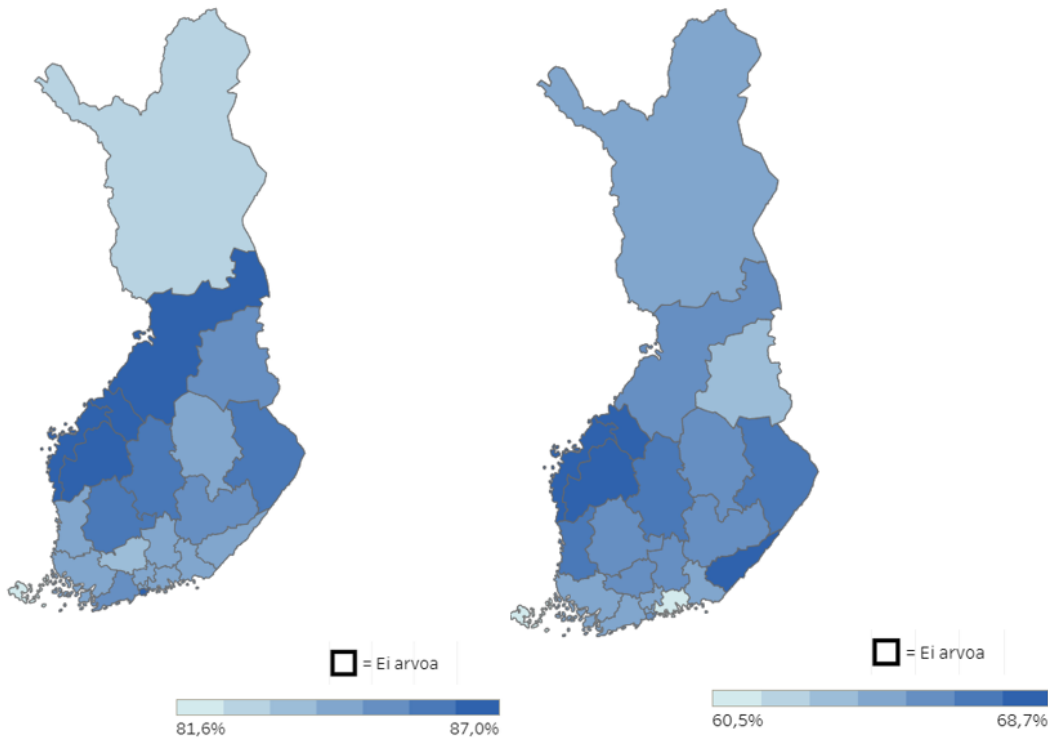 = Ei arvoa
81,6% 87,0%
= Ei arvoa
60,5% 68,7%